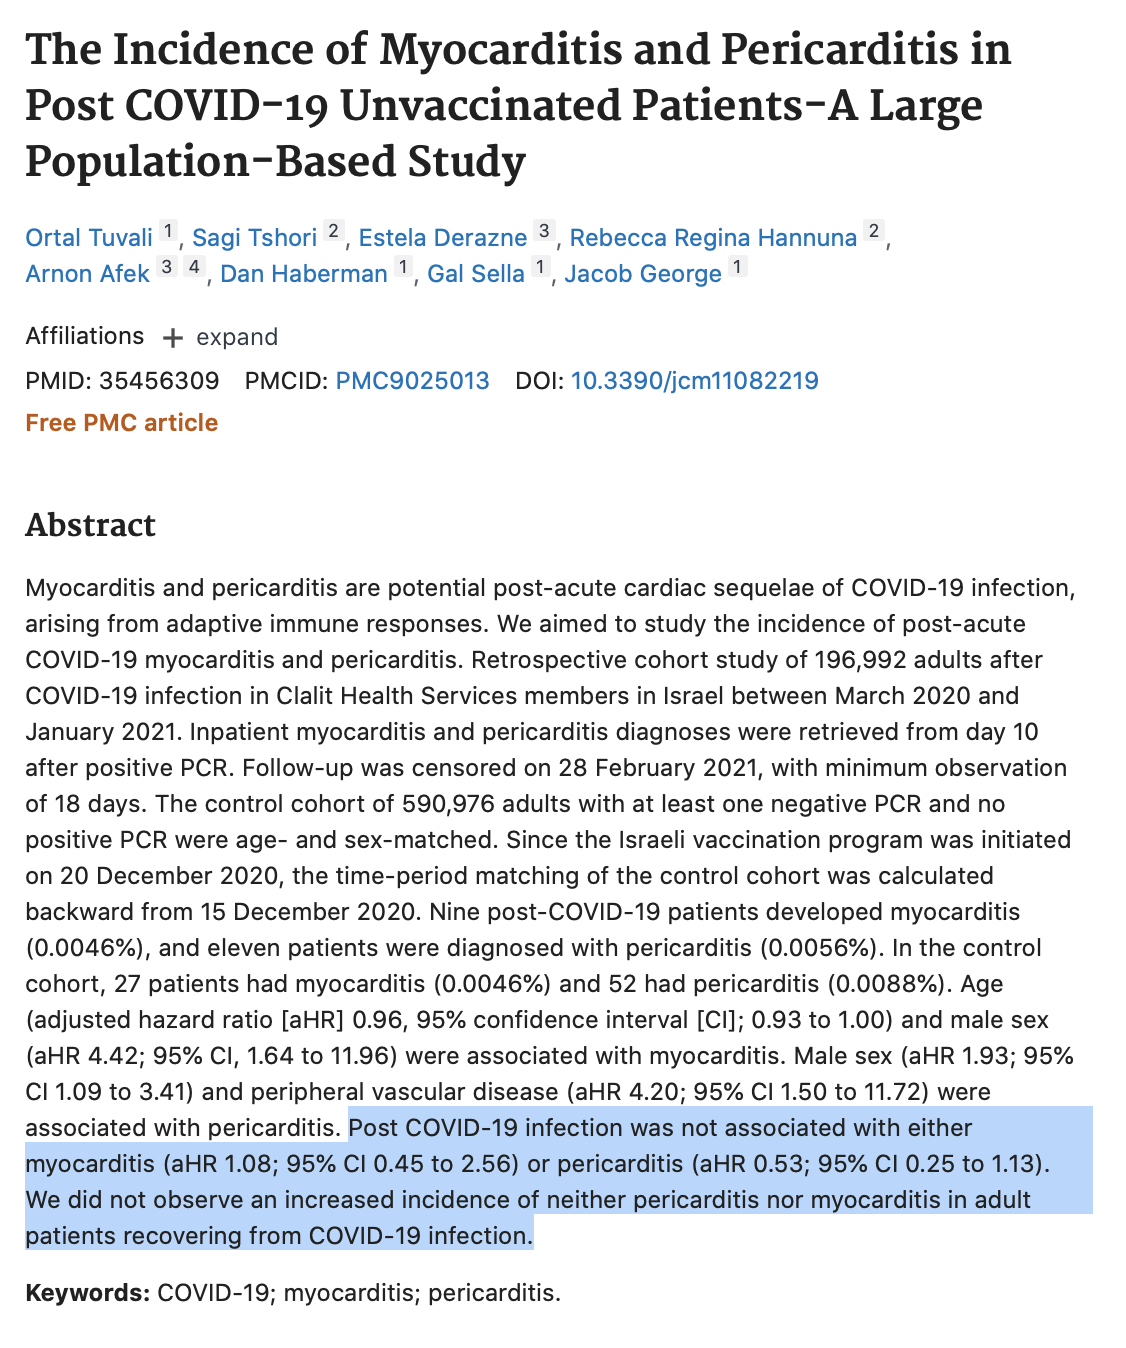 The Incidence of Myocarditis and Pericarditis in
Post COVID-19 Unvaccinated Patients-A Large
Population-Based Study
Ortal Tuvali 1 , Sagi Tshori 2 , Estela Derazne 3 , Rebecca Regina Hannuna 2 ,
Arnon Afek 3 4 , Dan Haberman 1 , Gal Sella 1 , Jacob George 1
Affiliations + expand
PMID: 35456309 PMCID: PMC9025013 DOI: 10.3390/jcm11082219
Free PMC article
Abstract
Myocarditis and pericarditis are potential post-acute cardiac sequelae of COVID-19 infection,
arising from adaptive immune responses. We aimed to study the incidence of post-acute
COVID-19 myocarditis and pericarditis. Retrospective cohort study of 196,992 adults after
COVID-19 infection in Clalit Health Services members in Israel between March 2020 and
January 2021. Inpatient myocarditis and pericarditis diagnoses were retrieved from day 10
after positive PCR. Follow-up was censored on 28 February 2021, with minimum observation
of 18 days. The control cohort of 590,976 adults with at least one negative PCR and no
positive PCR were age- and sex-matched. Since the Israeli vaccination program was initiated
on 20 December 2020, the time-period matching of the control cohort was calculated
backward from 15 December 2020. Nine post-COVID-19 patients developed myocarditis
(0.0046%), and eleven patients were diagnosed with pericarditis (0.0056%). In the control
cohort, 27 patients had myocarditis (0.0046%) and 52 had pericarditis (0.0088%). Age
(adjusted hazard ratio [aHR] 0.96, 95% confidence interval [CI]; 0.93 to 1.00) and male sex
(aHR 4.42; 95% CI, 1.64 to 11.96) were associated with myocarditis. Male sex (aHR 1.93; 95%
CI 1.09 to 3.41) and peripheral vascular disease (aHR 4.20; 95% CI 1.50 to 11.72) were
associated with pericarditis. Post COVID-19 infection was not associated with either
myocarditis (aHR 1.08; 95% CI 0.45 to 2.56) or pericarditis (aHR 0.53; 95% CI 0.25 to 1.13).
We did not observe an increased incidence of neither pericarditis nor myocarditis in adult
patients recovering from COVID-19 infection.
Keywords: COVID-19; myocarditis; pericarditis.